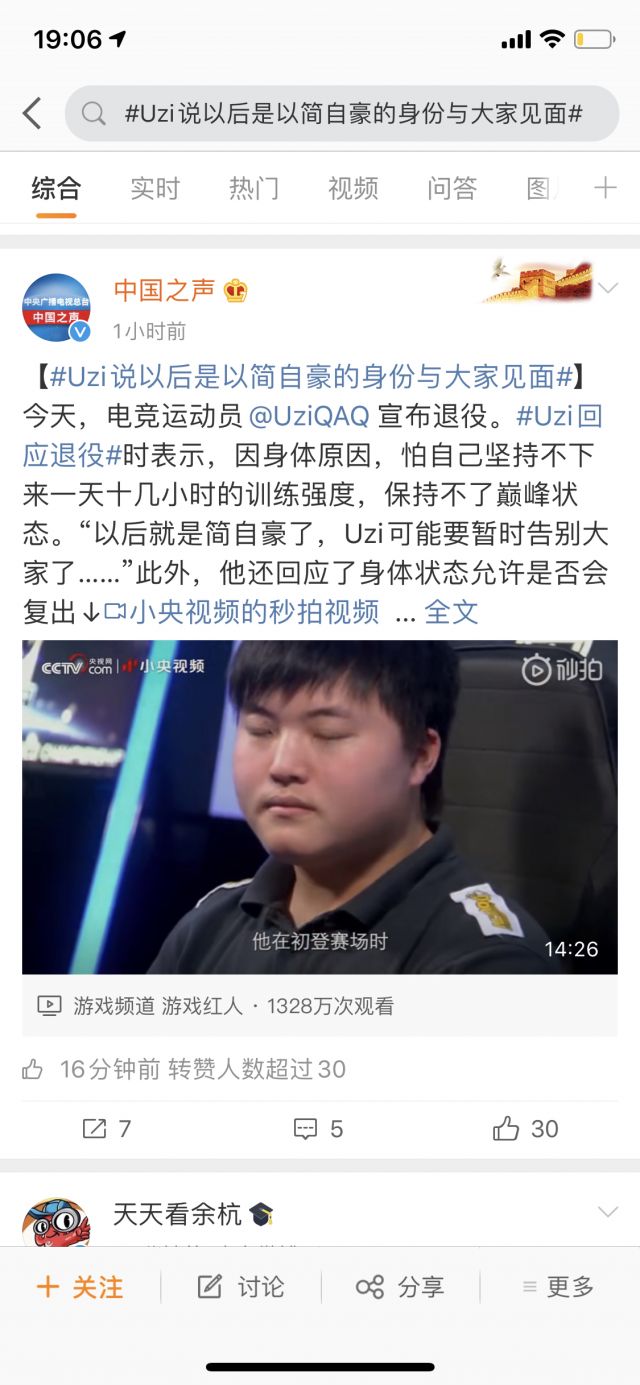 19:06
#Uzi说以后是以简自豪的身份与大家见面#
综合 实时 热门 视频 问答 图
中央广播电视总台
中国之声
中国之声
1小时前
【#Uzi说以后是以简自豪的身份与大家见面#】
今天，电竞运动员@UziQAQ 宣布退役。#Uzi回
应退役#时表示，因身体原因，怕自己坚持不下
来一天十几小时的训练强度，保持不了巅峰状
态。“以后就是简自豪了，Uzi可能要暂时告别大
家了……”此外，他还回应了身体状态允许是否会
复出↓小央视频的秒拍视频 ... 全文
CCTV 央视网 com 小央视频 秒拍
他在初登赛场时
14:26
游戏频道 游戏红人 · 1328万次观看
16分钟前 转赞人数超过30
7 5 30
天天看余杭
+ 关注 讨论 分享 更多